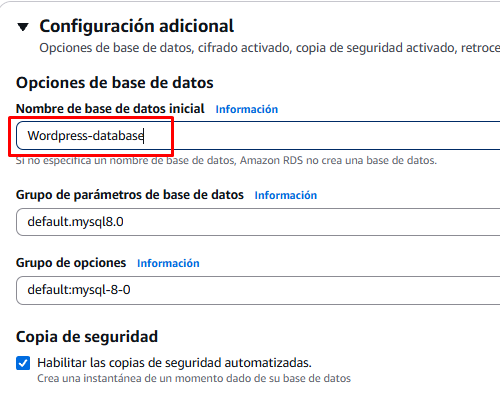 Configuración adicional
Opciones de base de datos, cifrado activado, copia de seguridad activado, retroce
Opciones de base de datos
Nombre de base de datos inicial Información
Wordpress-database
Si no especifica un nombre de base de datos, Amazon RDS no crea una base de datos.
Grupo de parámetros de base de datos Información
default.mysql8.0
Grupo de opciones Información
default:mysql-8-0
Copia de seguridad
Habilitar las copias de seguridad automatizadas.
Crea una instantánea de un momento dado de su base de datos